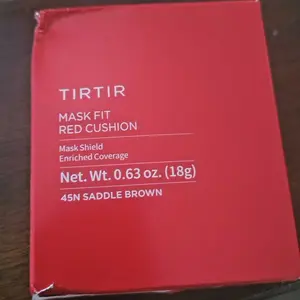 TIRTIR
MASK FIT
RED CUSHION
Mask Shield
Enriched Coverage
Net. Wt. 0.63 oz. (18g)
45N SADDLE BROWN